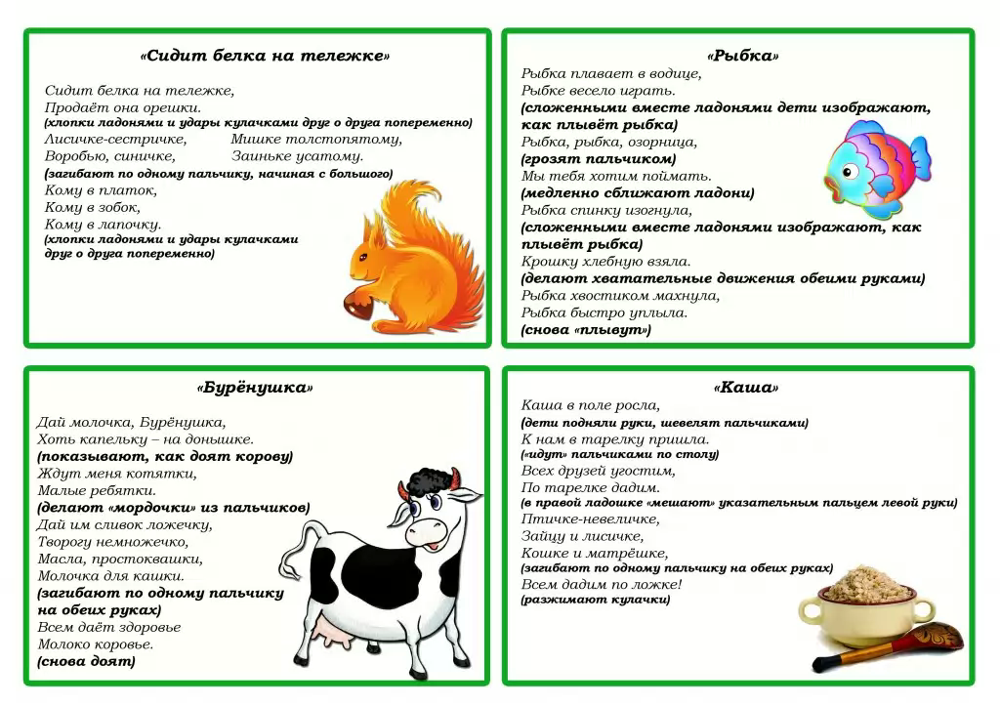 «Сидит белка на тележке»
Сидит белка на тележке,
Продаёт она орешки.
(хлопки ладонями и удары кулачками друг о друга попеременно)
Лисичке-сестричке, Мишке толстопятому,
Воробью, синичке, Заиньке усатому.
(загибают по одному пальчику, начиная с большого)
Кому в платок,
Кому в зобок,
Кому в лапочку.
(хлопки ладонями и удары кулачками
друг о друга попеременно)
«Рыбка»
Рыбка плавает в водице,
Рыбке весело играть.
(сложенными вместе ладонями дети изображают,
как плывёт рыбка)
Рыбка, рыбка, озорница,
(грозят пальчиком)
Мы тебя хотим поймать.
(медленно сближают ладони)
Рыбка спинку изогнула,
(сложенными вместе ладонями изображают, как
плывёт рыбка)
Крошку хлебную взяла.
(делают хватательные движения обеими руками)
Рыбка хвостиком махнула,
Рыбка быстро уплыла.
(снова «плывут»)
«Бурёнушка»
Дай молочка, Бурёнушка,
Хоть капельку – на донышке.
(показывают, как доят корову)
Ждут меня котятки,
Малые ребятки.
(делают «мордочки» из пальчиков)
Дай им сливок ложечку,
Творогу немножечко,
Масла, простоквашки,
Молочка для кашки.
(загибают по одному пальчику
на обеих руках)
Всем даёт здоровье
Молоко коровье.
(снова доят)
«Каша»
Каша в поле росла,
(дети подняли руки, шевелят пальчиками)
К нам в тарелку пришла.
(«идут» пальчиками по столу)
Всех друзей угостим,
По тарелке дадим.
(в правой ладошке «мешают» указательным пальцем левой руки)
Птичке-невеличке,
Зайцу и лисичке,
Кошке и матрёшке,
(загибают по одному пальчику на обеих руках)
Всем дадим по ложке!
(разжимают кулачки)